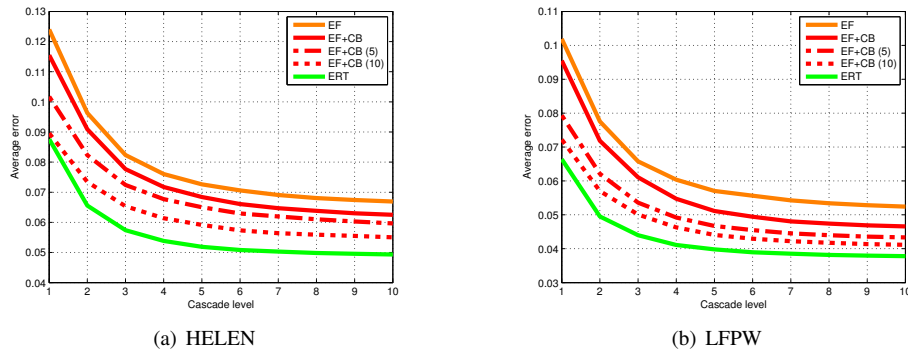 0.13
0.12
0.11
0.1
0.09
0.08
0.07
0.06
0.05
0.04
1 2 3 4 5 6 7 8 9 10
Cascade level
Average error
EF
EF+CB
EF+CB (5)
EF+CB (10)
ERT
(a) HELEN
0.11
0.1
0.09
0.08
0.07
0.06
0.05
0.04
0.03
1 2 3 4 5 6 7 8 9 10
Cascade level
Average error
EF
EF+CB
EF+CB (5)
EF+CB (10)
ERT
(b) LFPW